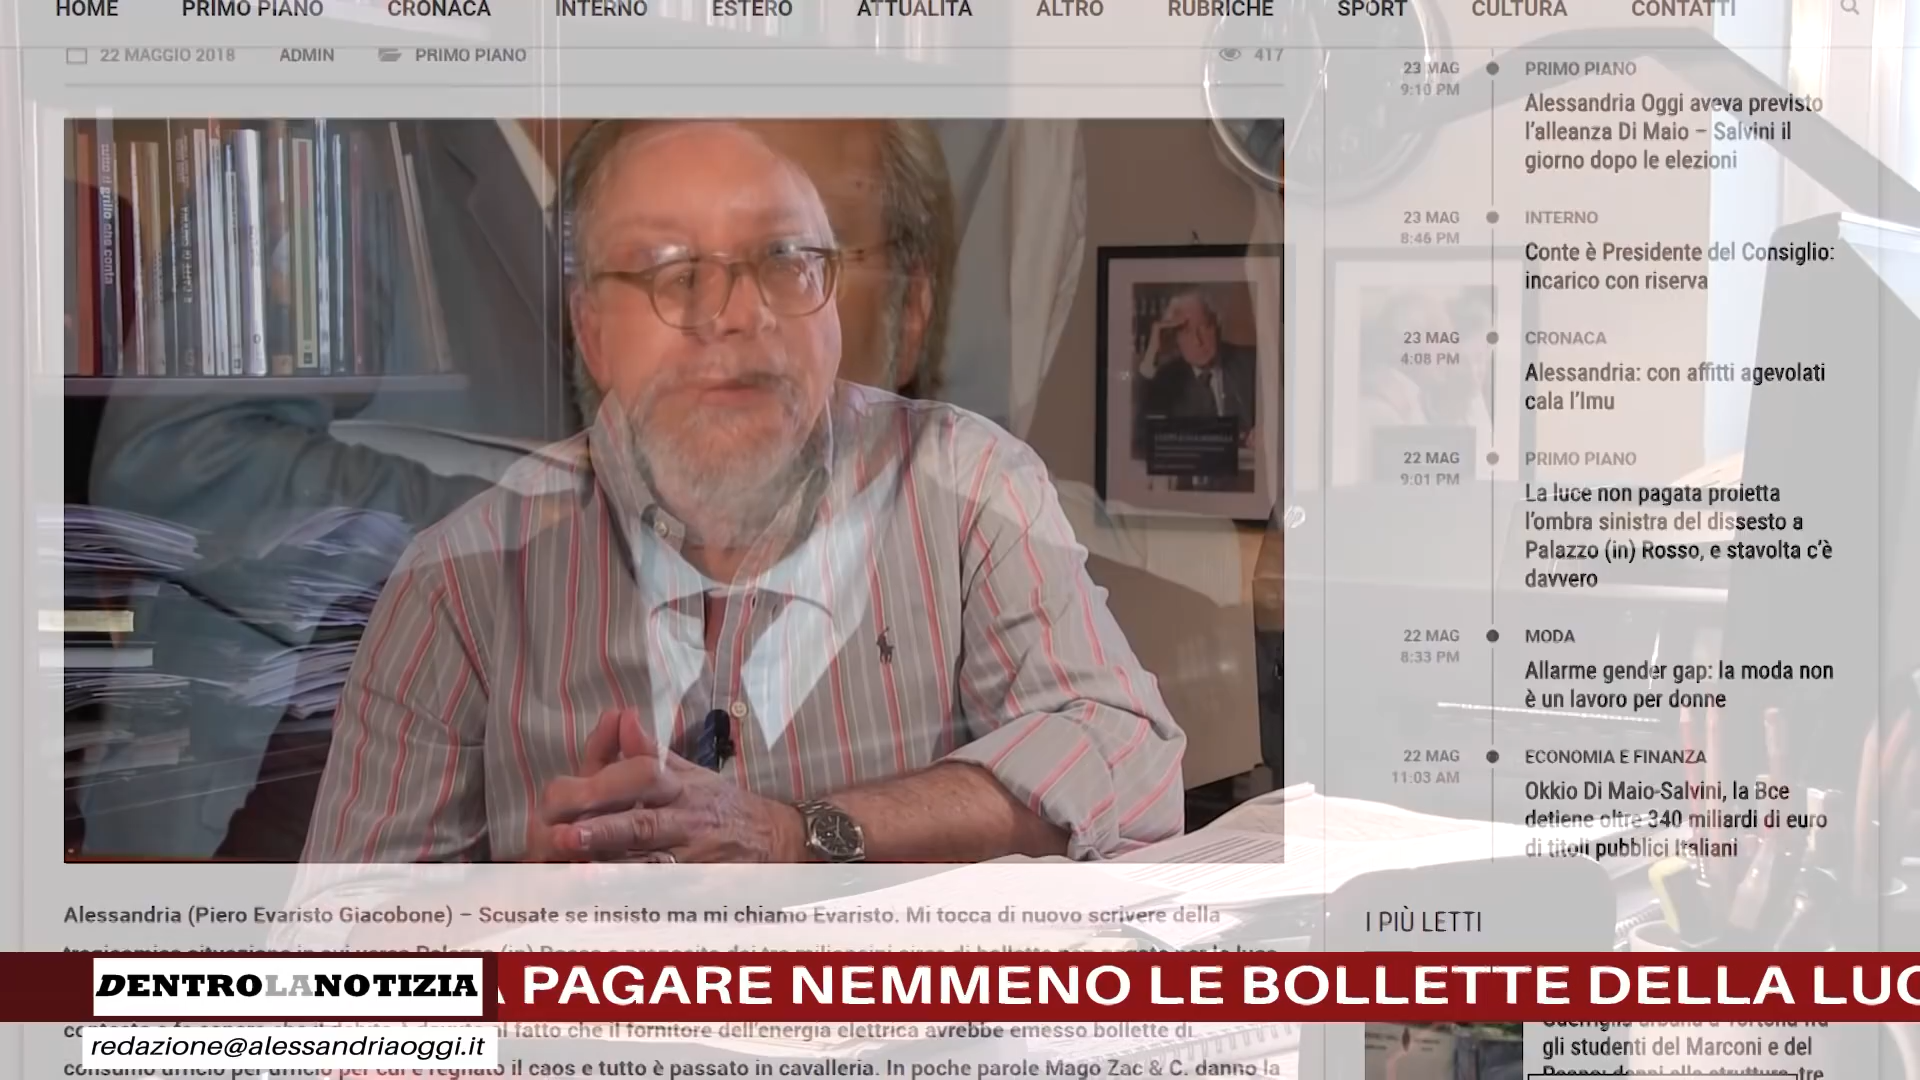 HOME PRIMO PIANO CRONACA INTERNO ESTERO ATTUALITA ALTRO RUBRICHE SPORT CULTURA CONTATTI
22 MAGGIO 2018 ADMIN PRIMO PIANO 417
23 MAG
9:10 PM
PRIMO PIANO
Alessandria Oggi aveva previsto
l'alleanza Di Maio – Salvini il
giorno dopo le elezioni
23 MAG
8:46 PM
INTERNO
Conte è Presidente del Consiglio:
incarico con riserva
23 MAG
4:08 PM
CRONACA
Alessandria: con affitti agevolati
cala l'Imu
22 MAG
9:01 PM
PRIMO PIANO
La luce non pagata proietta
l'ombra sinistra del dissesto a
Palazzo (in) Rosso, e stavolta c'è
davvero
22 MAG
8:33 PM
MODA
Allarme gender gap: la moda non
è un lavoro per donne
22 MAG
11:03 AM
ECONOMIA E FINANZA
Okkio Di Maio-Salvini, la Bce
detiene oltre 340 miliardi di euro
di titoli pubblici Italiani
I PIÙ LETTI
Alessandria (Piero Evaristo Giacobone) – Scusate se insisto ma mi chiamo Evaristo. Mi tocca di nuovo scrivere della
DENTROLANOTIZIA
A PAGARE NEMMENO LE BOLLETTE DELLA LUC
al fatto che il fornitore dell'energia elettrica avrebbe emesso bollette di
redazione@alessandriaoggi.it
il caos e tutto è passato in cavalleria. In poche parole Mago Zac & C. danno la
gli studenti del Marconi e del